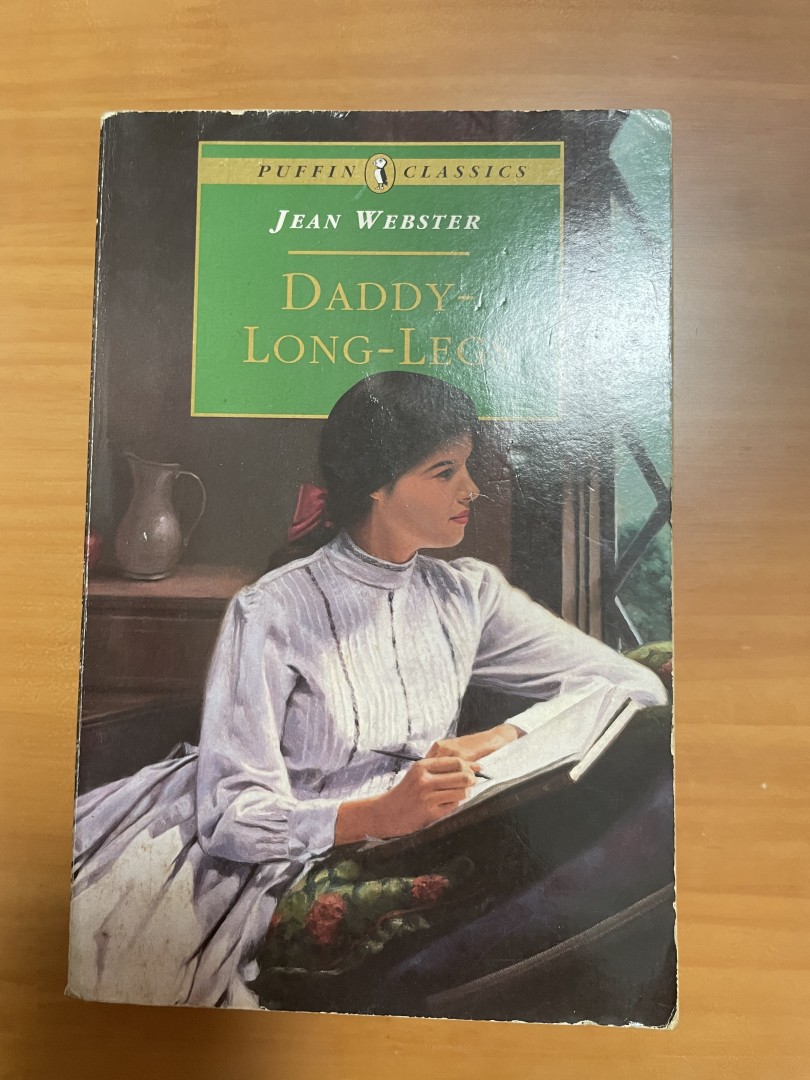 PUFFIN CLASSICS
JEAN WEBSTER
DADDY-
LONG-LEGS